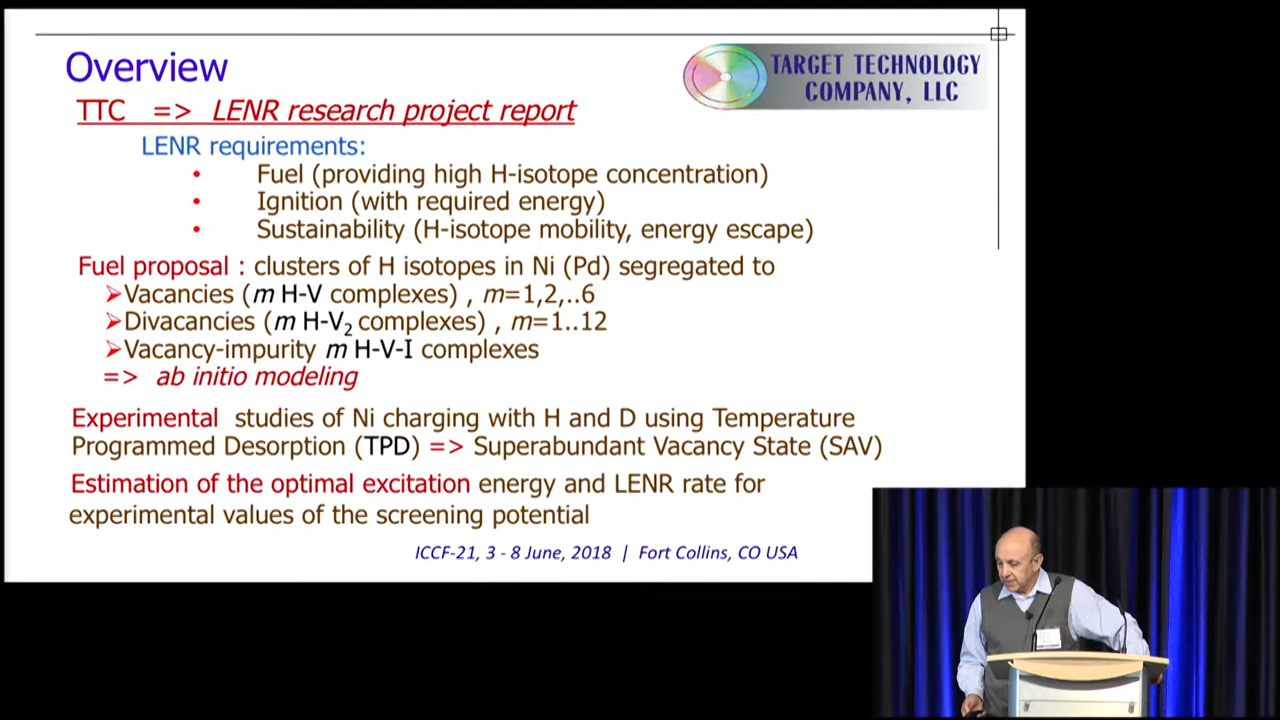 Overview
TARGET TECHNOLOGY
COMPANY, LLC
TTC => LENR research project report
LENR requirements:
• Fuel (providing high H-isotope concentration)
• Ignition (with required energy)
• Sustainability (H-isotope mobility, energy escape)
Fuel proposal : clusters of H isotopes in Ni (Pd) segregated to
➢Vacancies (m H-V complexes) , m=1,2,..6
➢Divacancies (m H-V₂ complexes) , m=1..12
➢Vacancy-impurity m H-V-I complexes
=> ab initio modeling
Experimental studies of Ni charging with H and D using Temperature
Programmed Desorption (TPD) => Superabundant Vacancy State (SAV)
Estimation of the optimal excitation energy and LENR rate for
experimental values of the screening potential
ICCF-21, 3 - 8 June, 2018 | Fort Collins, CO USA